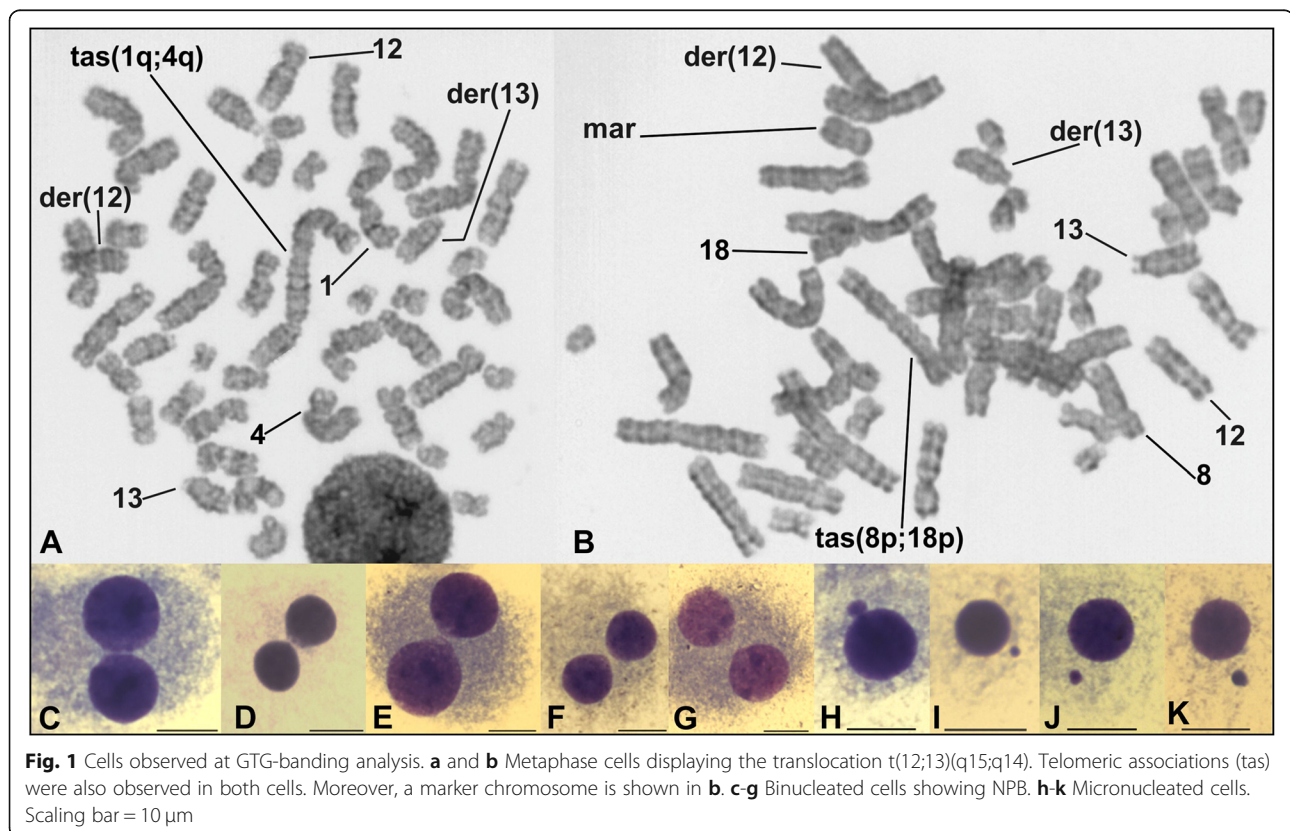 tas(1q;4q)
12
der(13)
der(12)
1
4
13
A
der(12)
mar
der(13)
18
13
12
8
tas(8p;18p)
B
C D E F G H I J K
Fig. 1 Cells observed at GTG-banding analysis. a and b Metaphase cells displaying the translocation t(12;13)(q15;q14). Telomeric associations (tas)
were also observed in both cells. Moreover, a marker chromosome is shown in b. c-g Binucleated cells showing NPB. h-k Micronucleated cells.
Scaling bar = 10 μm